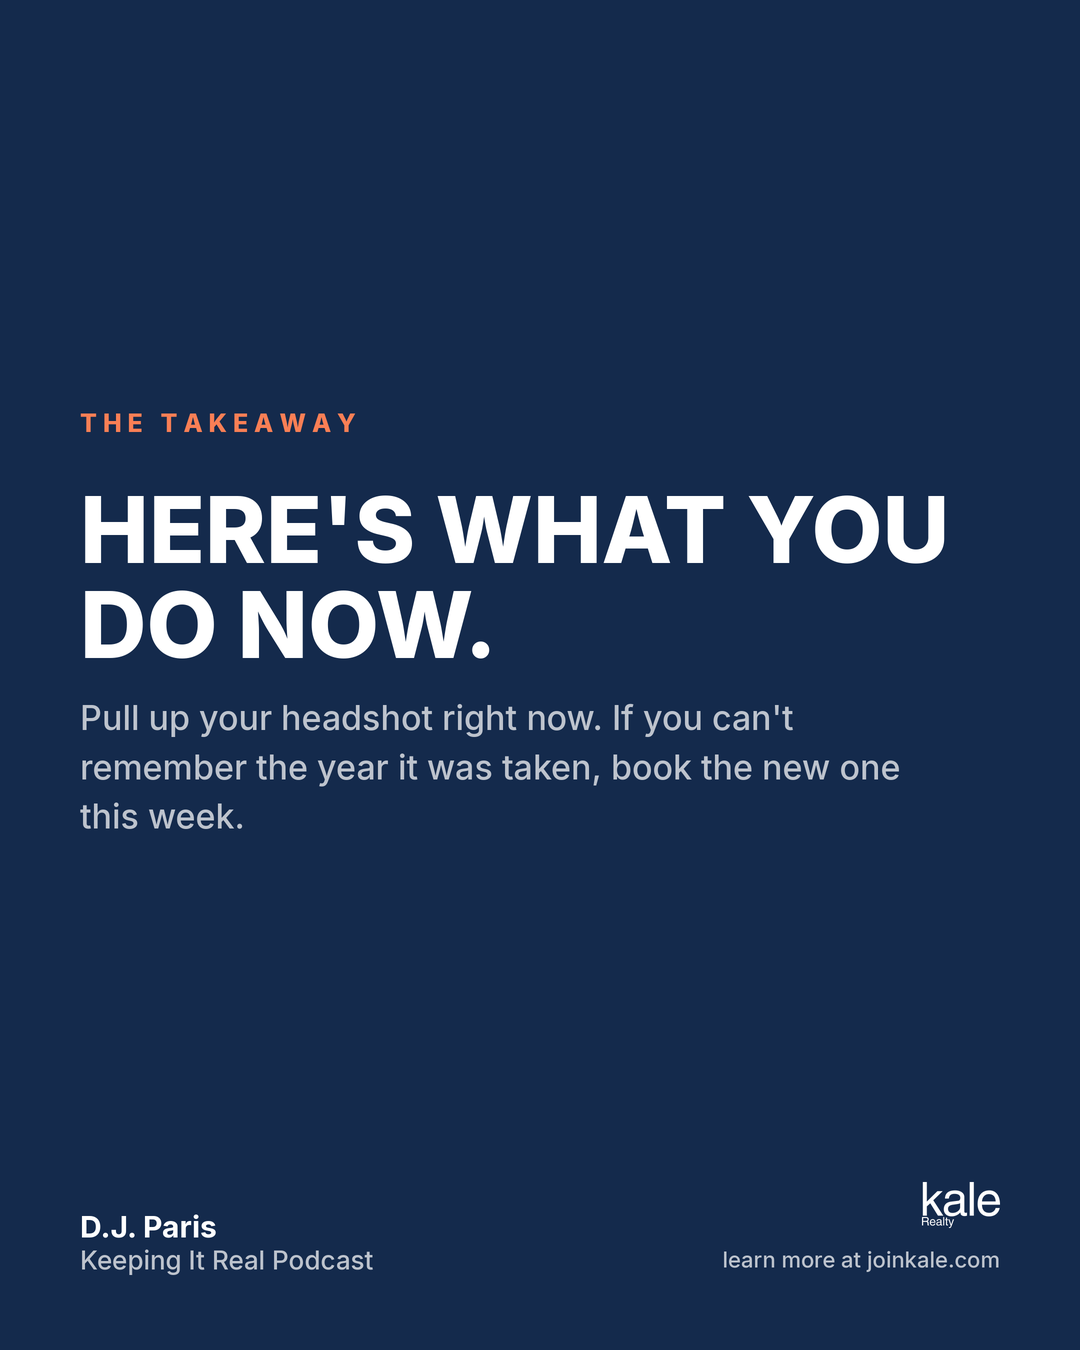 THE TAKEAWAY
HERE'S WHAT YOU
DO NOW.
Pull up your headshot right now. If you can't
remember the year it was taken, book the new one
this week.
D.J. Paris
Keeping It Real Podcast
kale
Realty
learn more at joinkale.com